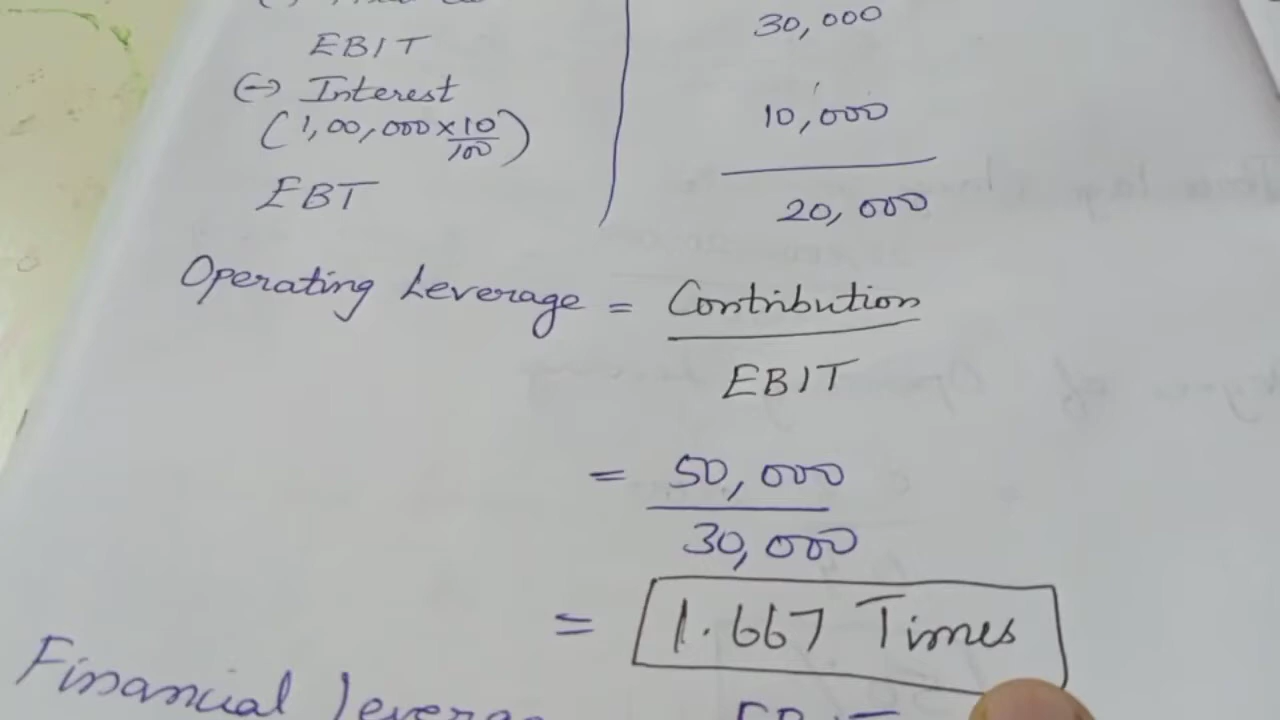 30,000
EBIT
(-) Interest
(1,00,000 × 10/100) 10,000
EBT 20,000
Operating Leverage = Contribution
EBIT
= 50,000
30,000
= 1.667 Times
Financial